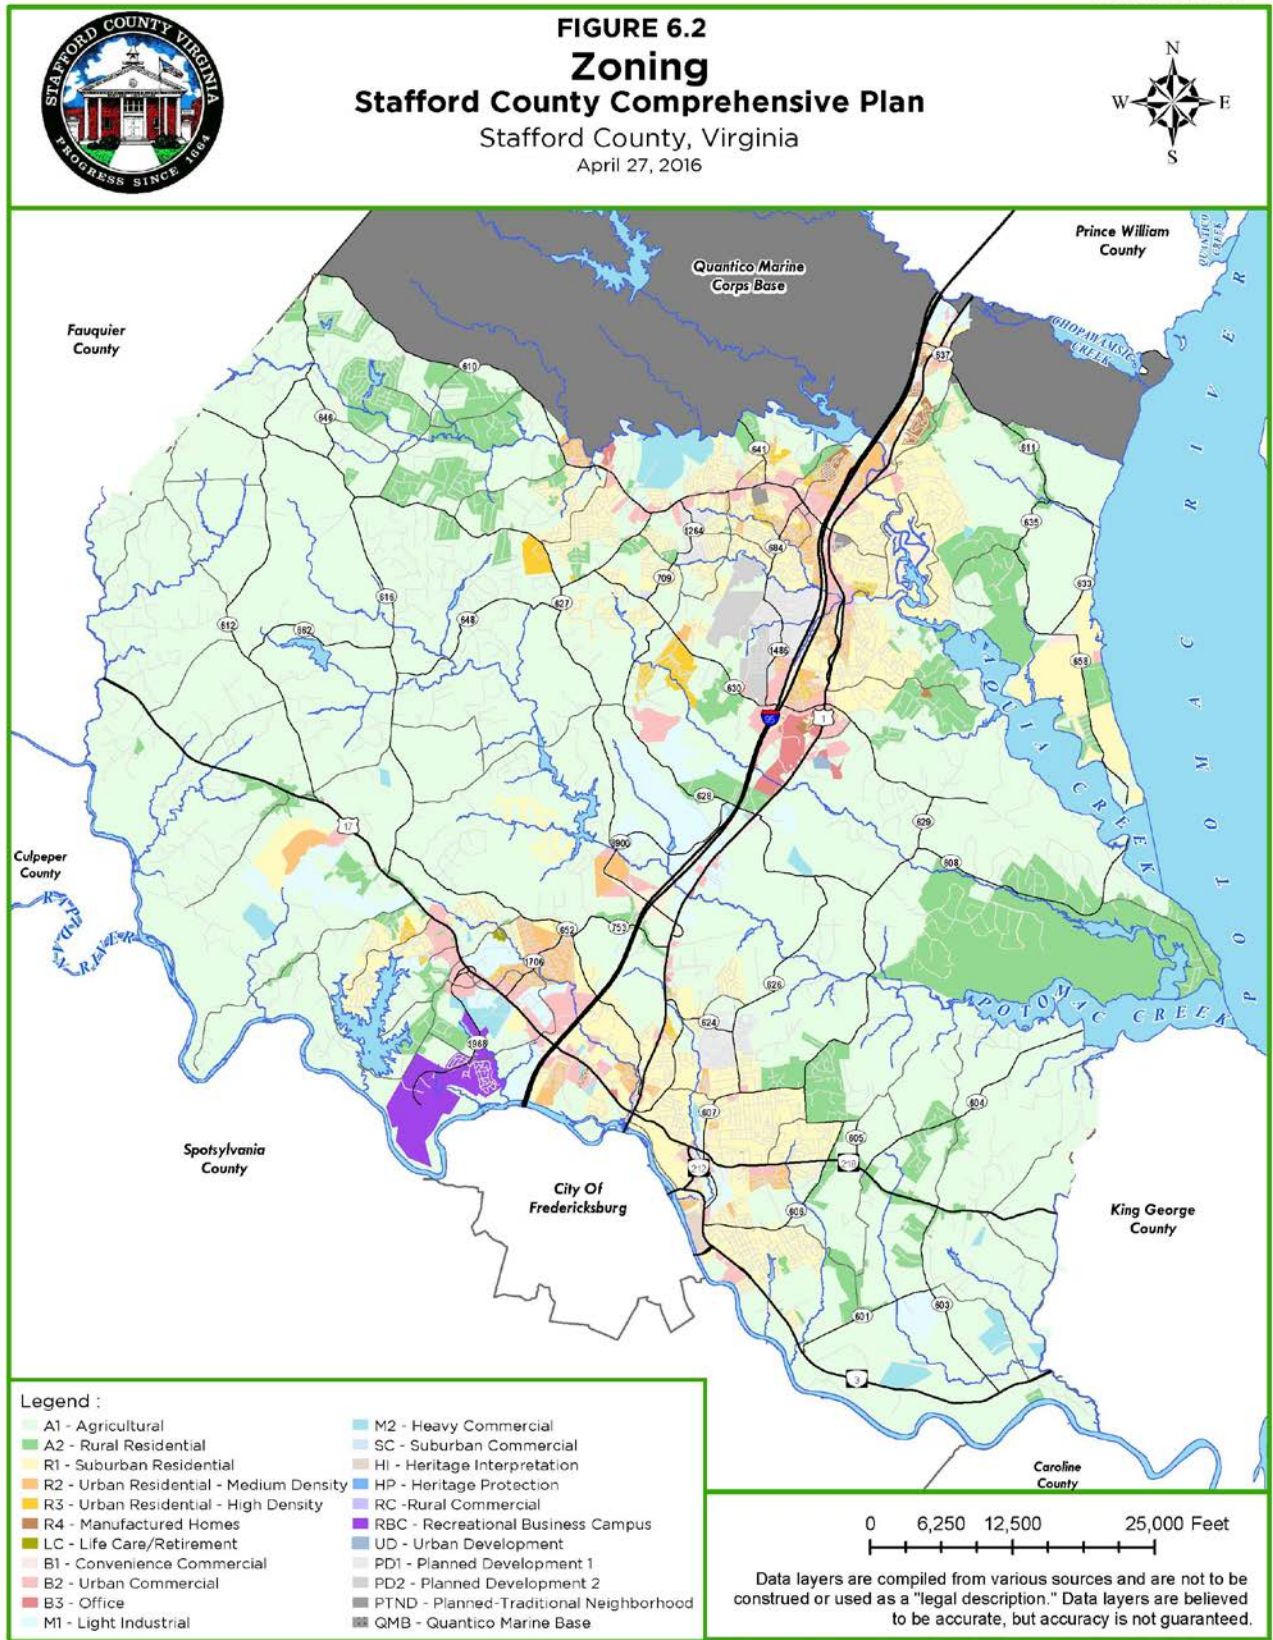 STAFFORD COUNTY VIRGINIA
PROGRESS SINCE 1664
FIGURE 6.2
Zoning
Stafford County Comprehensive Plan
Stafford County, Virginia
April 27, 2016
N
W E
S
Prince William
County
QUANTICO
CREEK
Quantico Marine
Corps Base
Fauquier
County
CHOPAWAMSIC
CREEK
POTOMAC RIVER
637
610
646
641
611
635
1264
684
709
633
616
627
648
612
662
1486
658
630
95
1
AQUIA CREEK
628
629
17
8900
608
Culpeper
County
RAPIDAN RIVER
652
753
1706
626
POTOMAC CREEK
624
1968
604
607
605
Spotsylvania
County
212
218
City Of
Fredericksburg
606
King George
County
603
601
3
Caroline
County
Legend :
A1 - Agricultural
A2 - Rural Residential
R1 - Suburban Residential
R2 - Urban Residential - Medium Density
R3 - Urban Residential - High Density
R4 - Manufactured Homes
LC - Life Care/Retirement
B1 - Convenience Commercial
B2 - Urban Commercial
B3 - Office
M1 - Light Industrial
M2 - Heavy Commercial
SC - Suburban Commercial
HI - Heritage Interpretation
HP - Heritage Protection
RC -Rural Commercial
RBC - Recreational Business Campus
UD - Urban Development
PD1 - Planned Development 1
PD2 - Planned Development 2
PTND - Planned-Traditional Neighborhood
QMB - Quantico Marine Base
0 6,250 12,500 25,000 Feet
Data layers are compiled from various sources and are not to be
construed or used as a "legal description." Data layers are believed
to be accurate, but accuracy is not guaranteed.